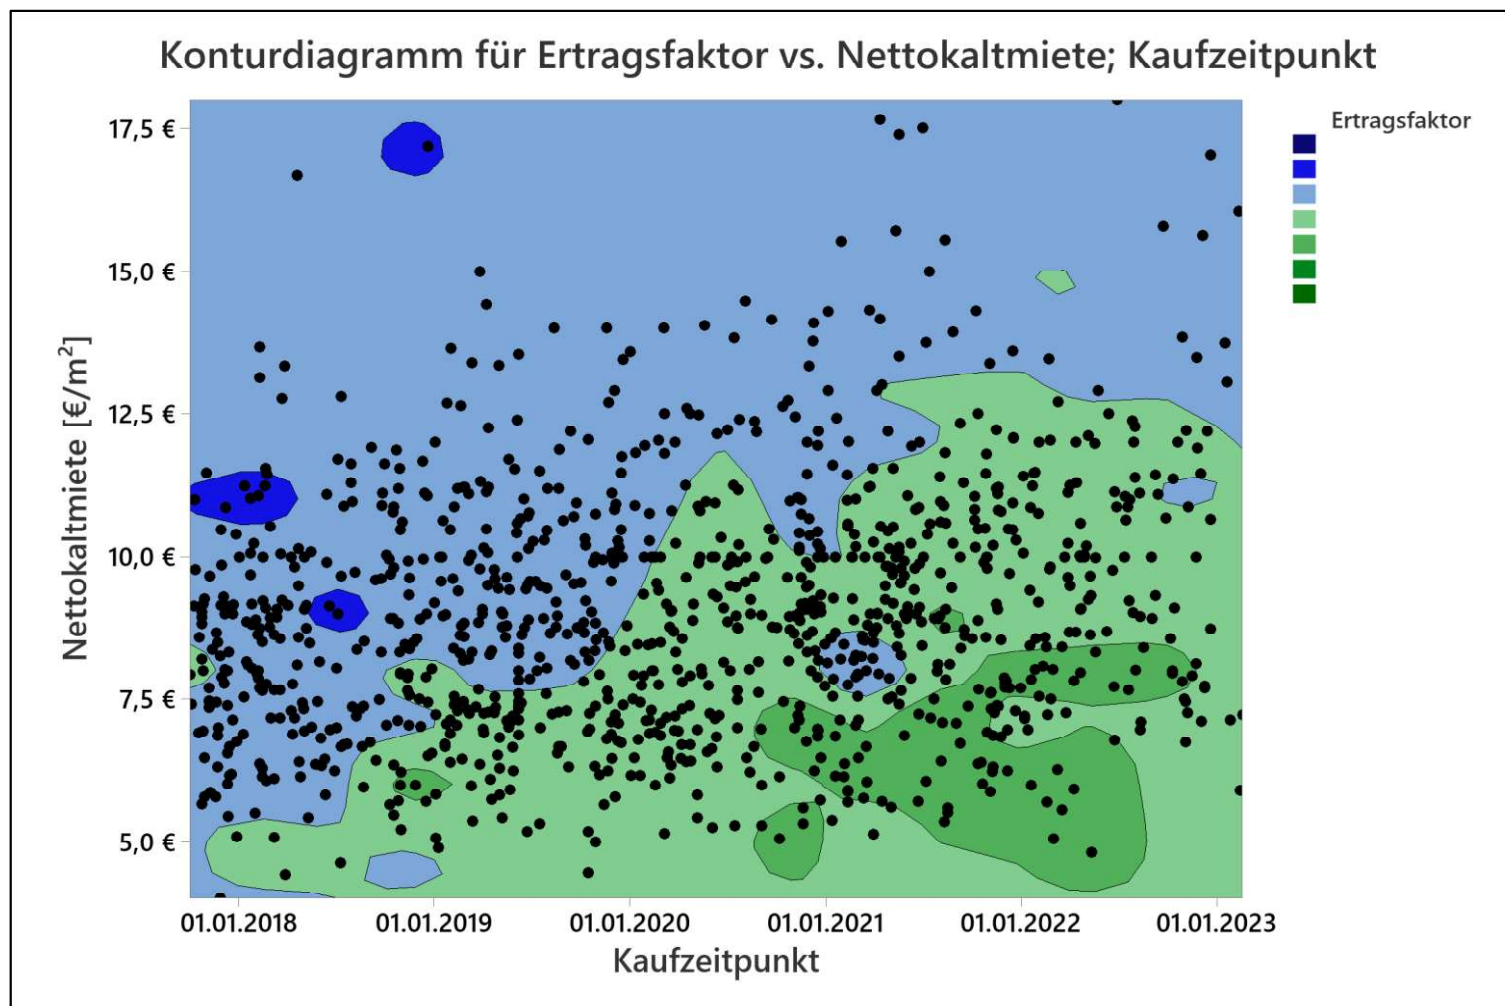 Konturdiagramm für Ertragsfaktor vs. Nettokaltmiete; Kaufzeitpunkt
Ertragsfaktor
17,5 €
15,0 €
12,5 €
10,0 €
7,5 €
5,0 €
Nettokaltmiete [€/m²]
01.01.2018 01.01.2019 01.01.2020 01.01.2021 01.01.2022 01.01.2023
Kaufzeitpunkt